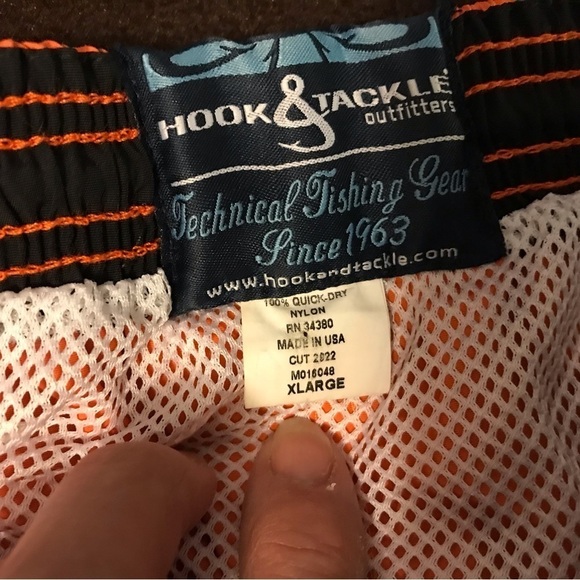 HOOK & TACKLE
outfitters
Technical Fishing Gear
Since 1963
www.hookandtackle.com
100% QUICK-DRY
NYLON
RN 34380
MADE IN USA
CUT 2622
M016048
XLARGE